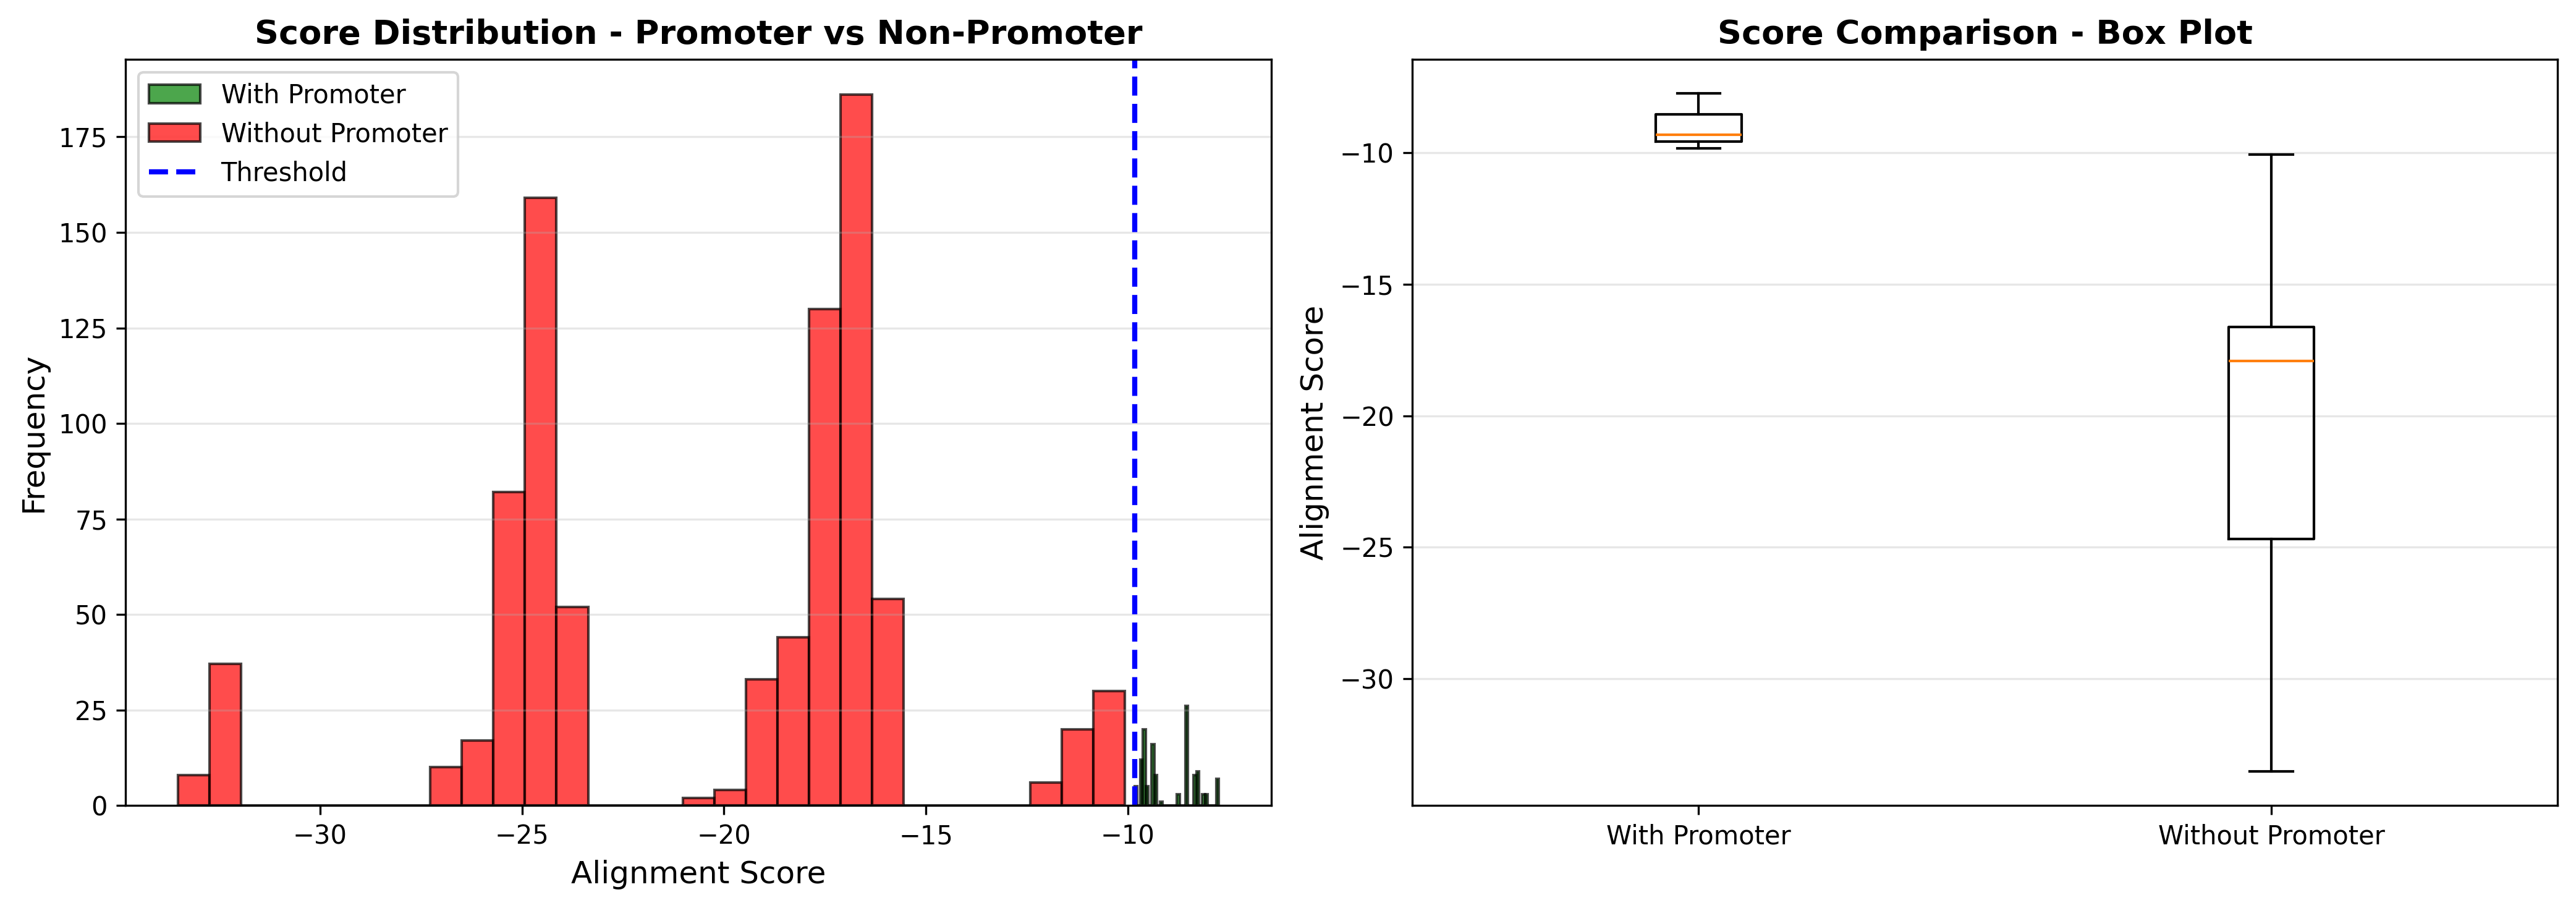 Score Distribution - Promoter vs Non-Promoter
With Promoter
Without Promoter
Threshold
Frequency
175
150
125
100
75
50
25
0
−30
−25
−20
−15
−10
Alignment Score
Score Comparison - Box Plot
Alignment Score
−10
−15
−20
−25
−30
With Promoter
Without Promoter